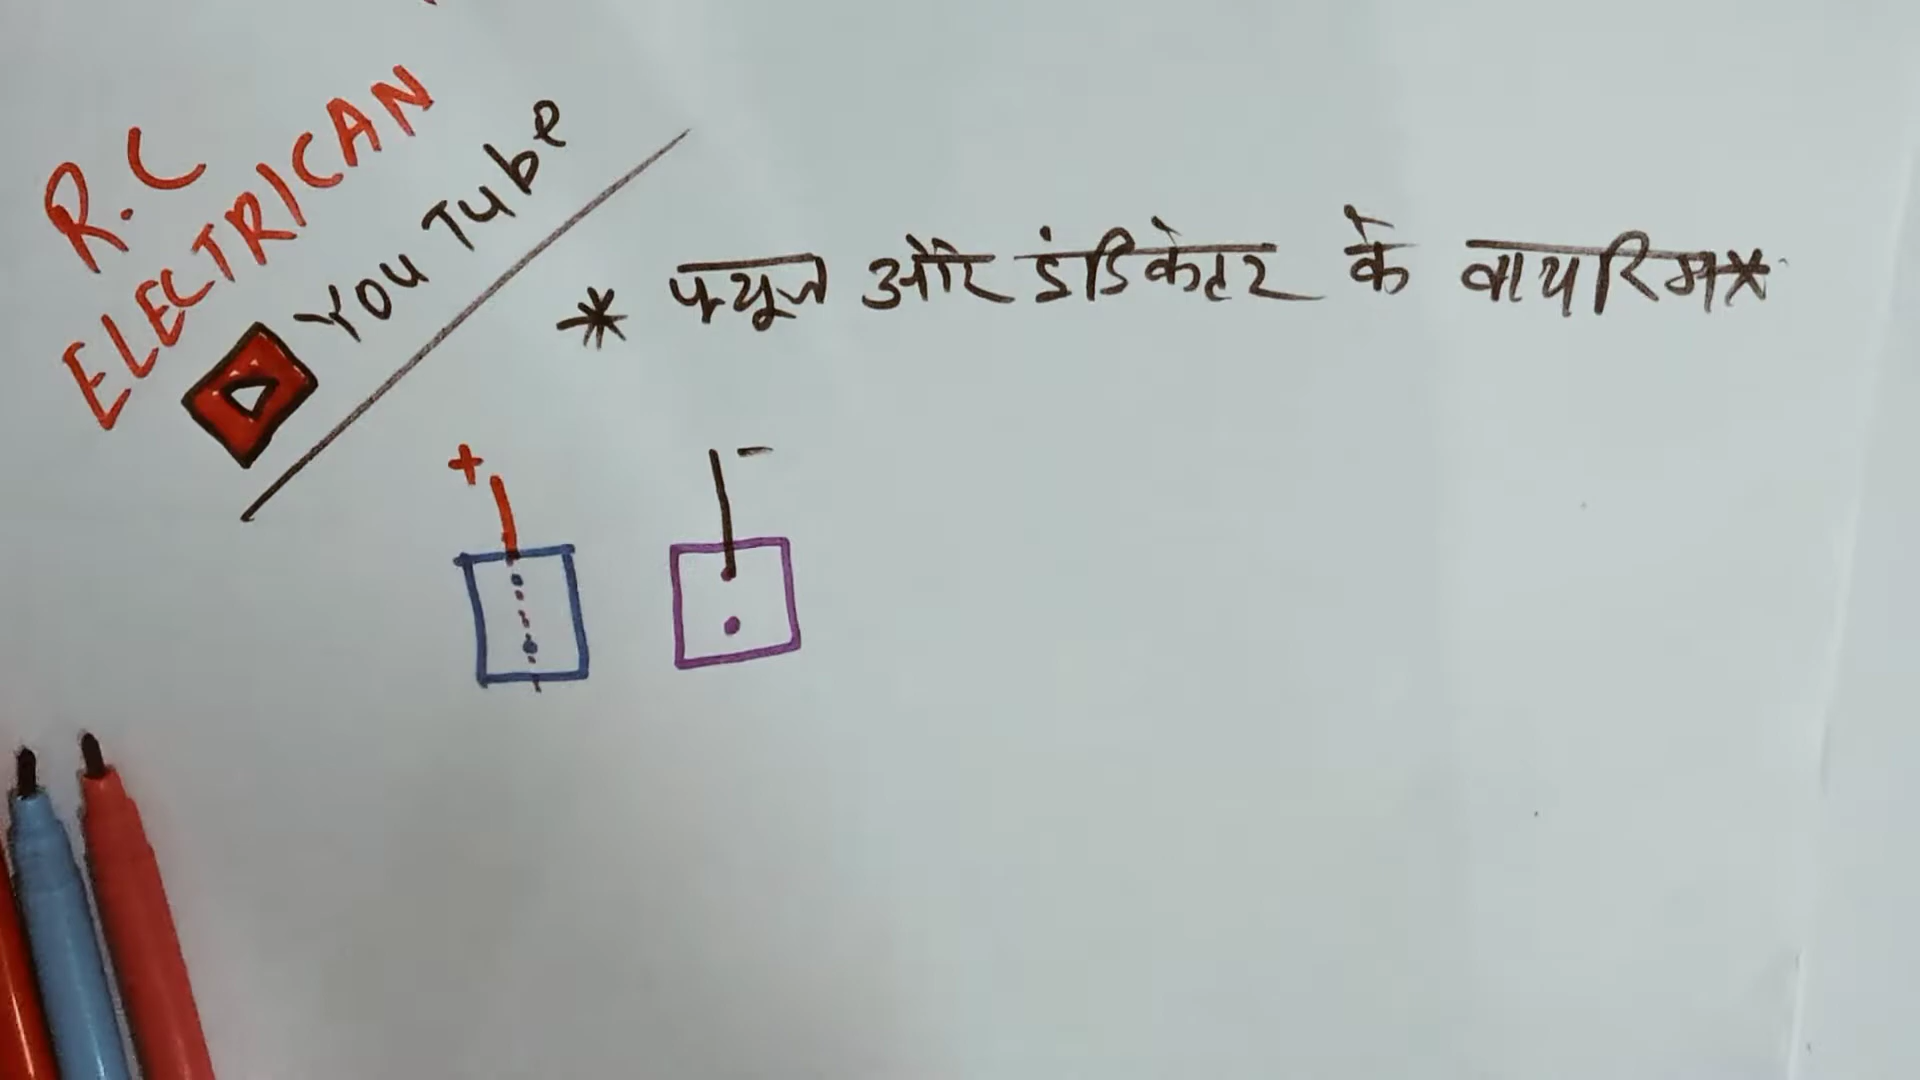 R.C
ELECTRICAN
YouTube
* फ्यूज और इंडिकेटर के वायरिग *
+
-